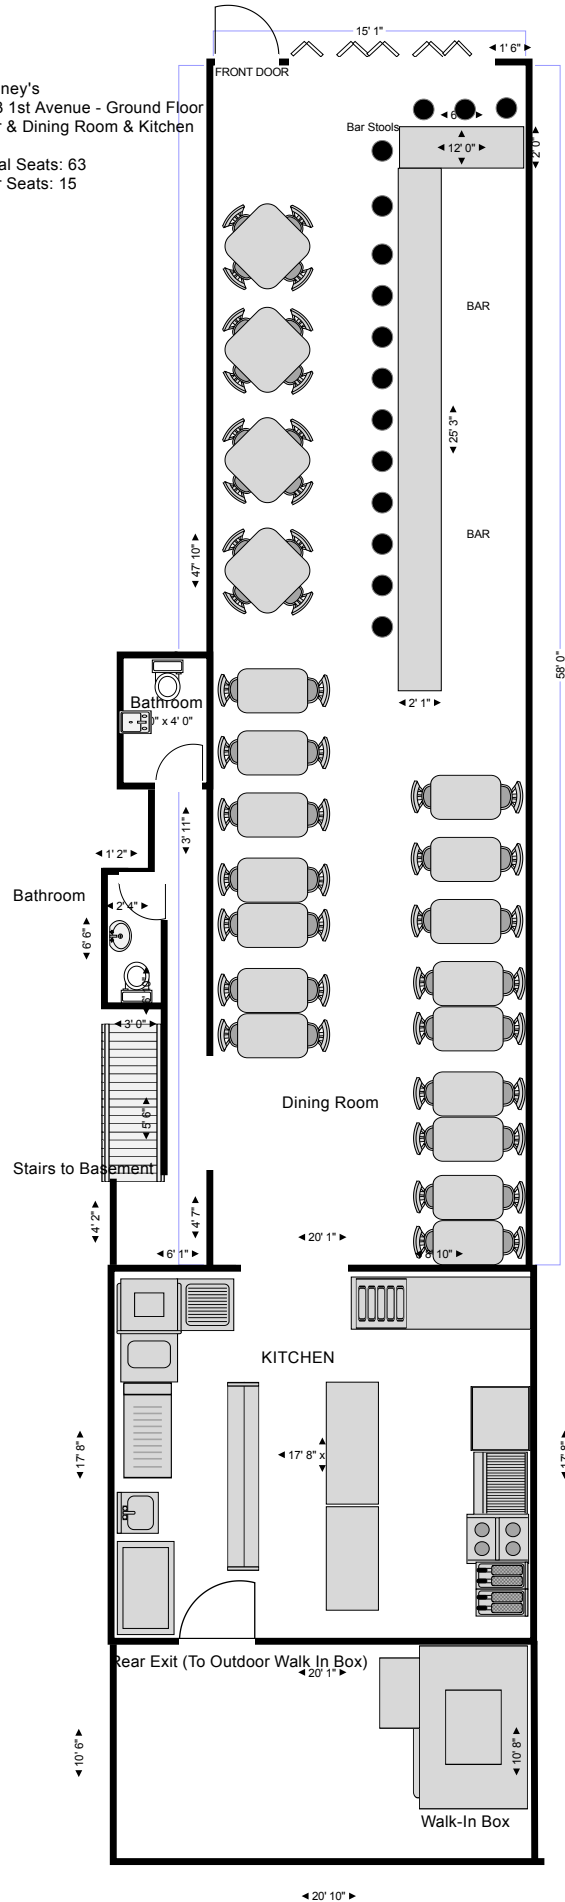 15' 1"
1' 6"
FRONT DOOR
ney's
3 1st Avenue - Ground Floor
r & Dining Room & Kitchen
al Seats: 63
r Seats: 15
Bar Stools
12' 0"
2' 0"
BAR
25' 3"
BAR
47' 10"
58' 0"
2' 1"
Bathroom
" x 4' 0"
3' 11"
1' 2"
Bathroom
2' 4"
6' 6"
3' 0"
5' 6"
Dining Room
Stairs to Basement
4' 2"
4' 7"
6' 1"
20' 1"
8' 10"
KITCHEN
17' 8"
17' 8" x
17' 8"
Rear Exit (To Outdoor Walk In Box)
20' 1"
10' 6"
10' 8"
Walk-In Box
20' 10"